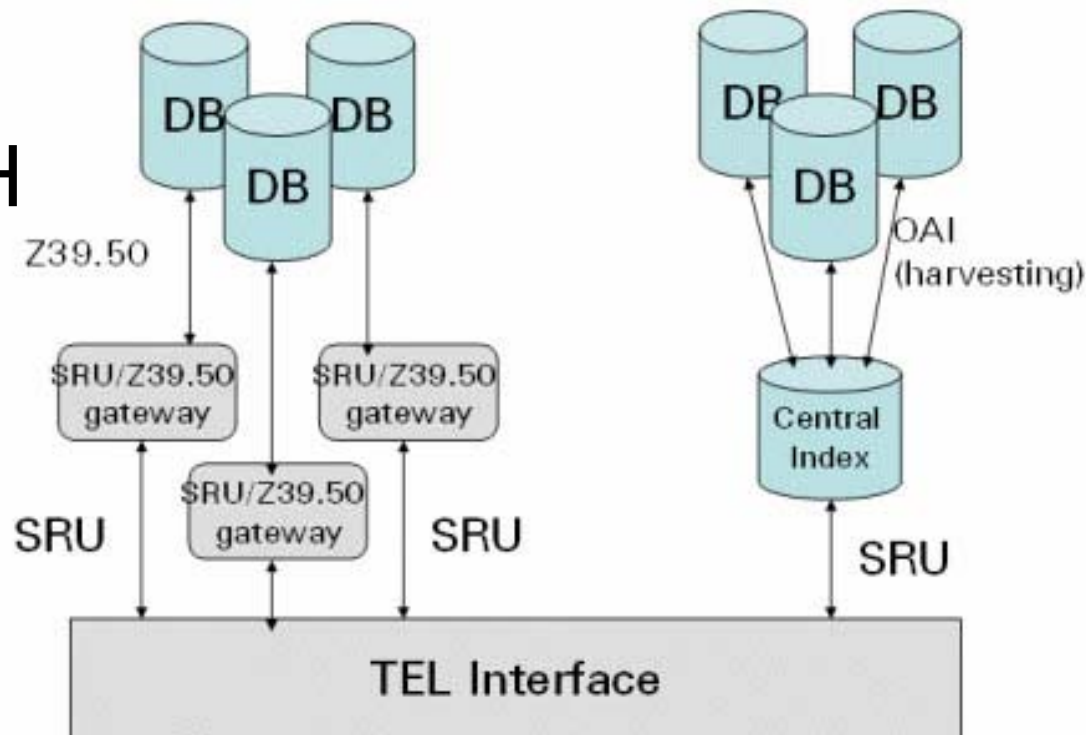 DB
DB
DB
DB
DB
DB
H
Z39.50
OAI
(harvesting)
SRU/Z39.50
gateway
SRU/Z39.50
gateway
SRU/Z39.50
gateway
Central
Index
SRU
SRU
SRU
TEL Interface